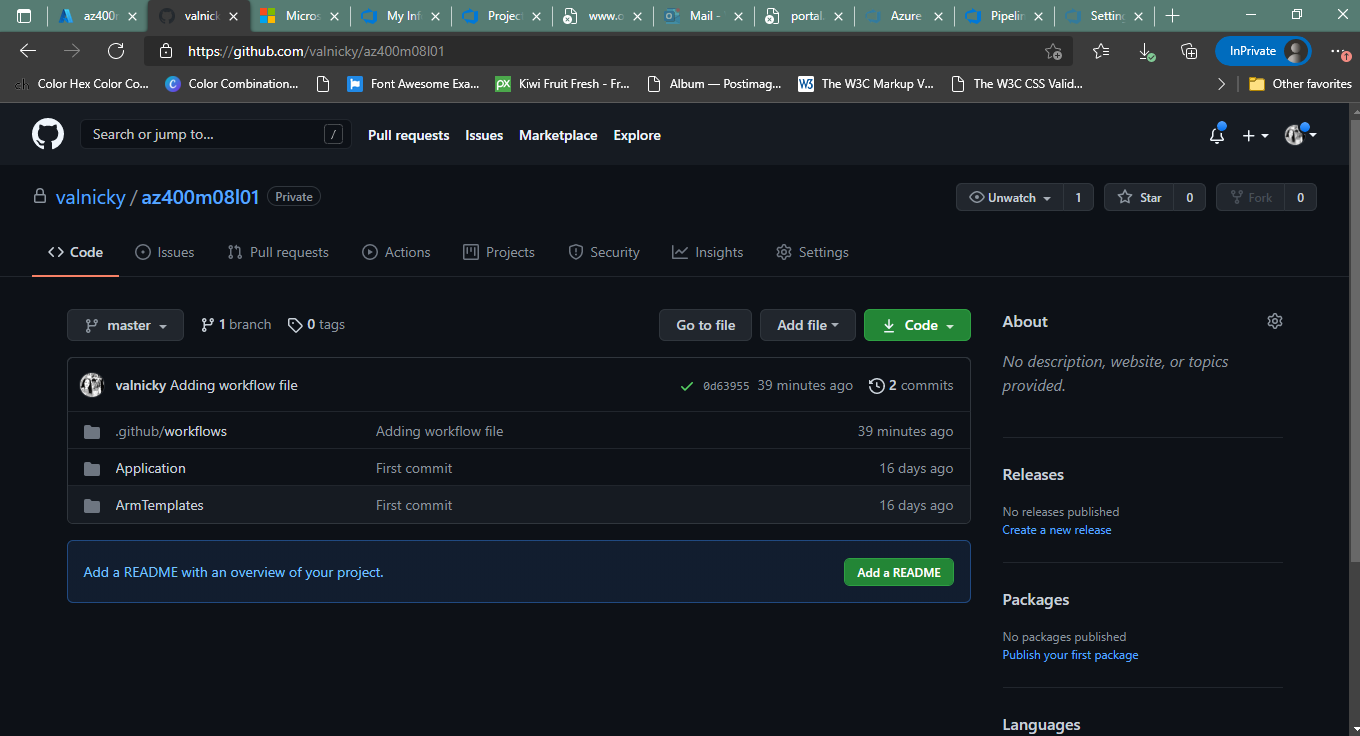 az400 valnick Micros My Inf Project www.o Mail - portal. Azure Pipelin Setting
https://github.com/valnicky/az400m08l01 InPrivate
ch Color Hex Color Co... C Color Combination... Font Awesome Exa... px Kiwi Fruit Fresh - Fr... Album — Postimag... W3 The W3C Markup V... The W3C CSS Valid... Other favorites
Search or jump to... / Pull requests Issues Marketplace Explore
valnicky / az400m08l01 Private Unwatch 1 Star 0 Fork 0
Code Issues Pull requests Actions Projects Security Insights Settings
master 1 branch 0 tags Go to file Add file Code
valnicky Adding workflow file 0d63955 39 minutes ago 2 commits
.github/workflows Adding workflow file 39 minutes ago
Application First commit 16 days ago
ArmTemplates First commit 16 days ago
Add a README with an overview of your project. Add a README
About
No description, website, or topics
provided.
Releases
No releases published
Create a new release
Packages
No packages published
Publish your first package
Languages